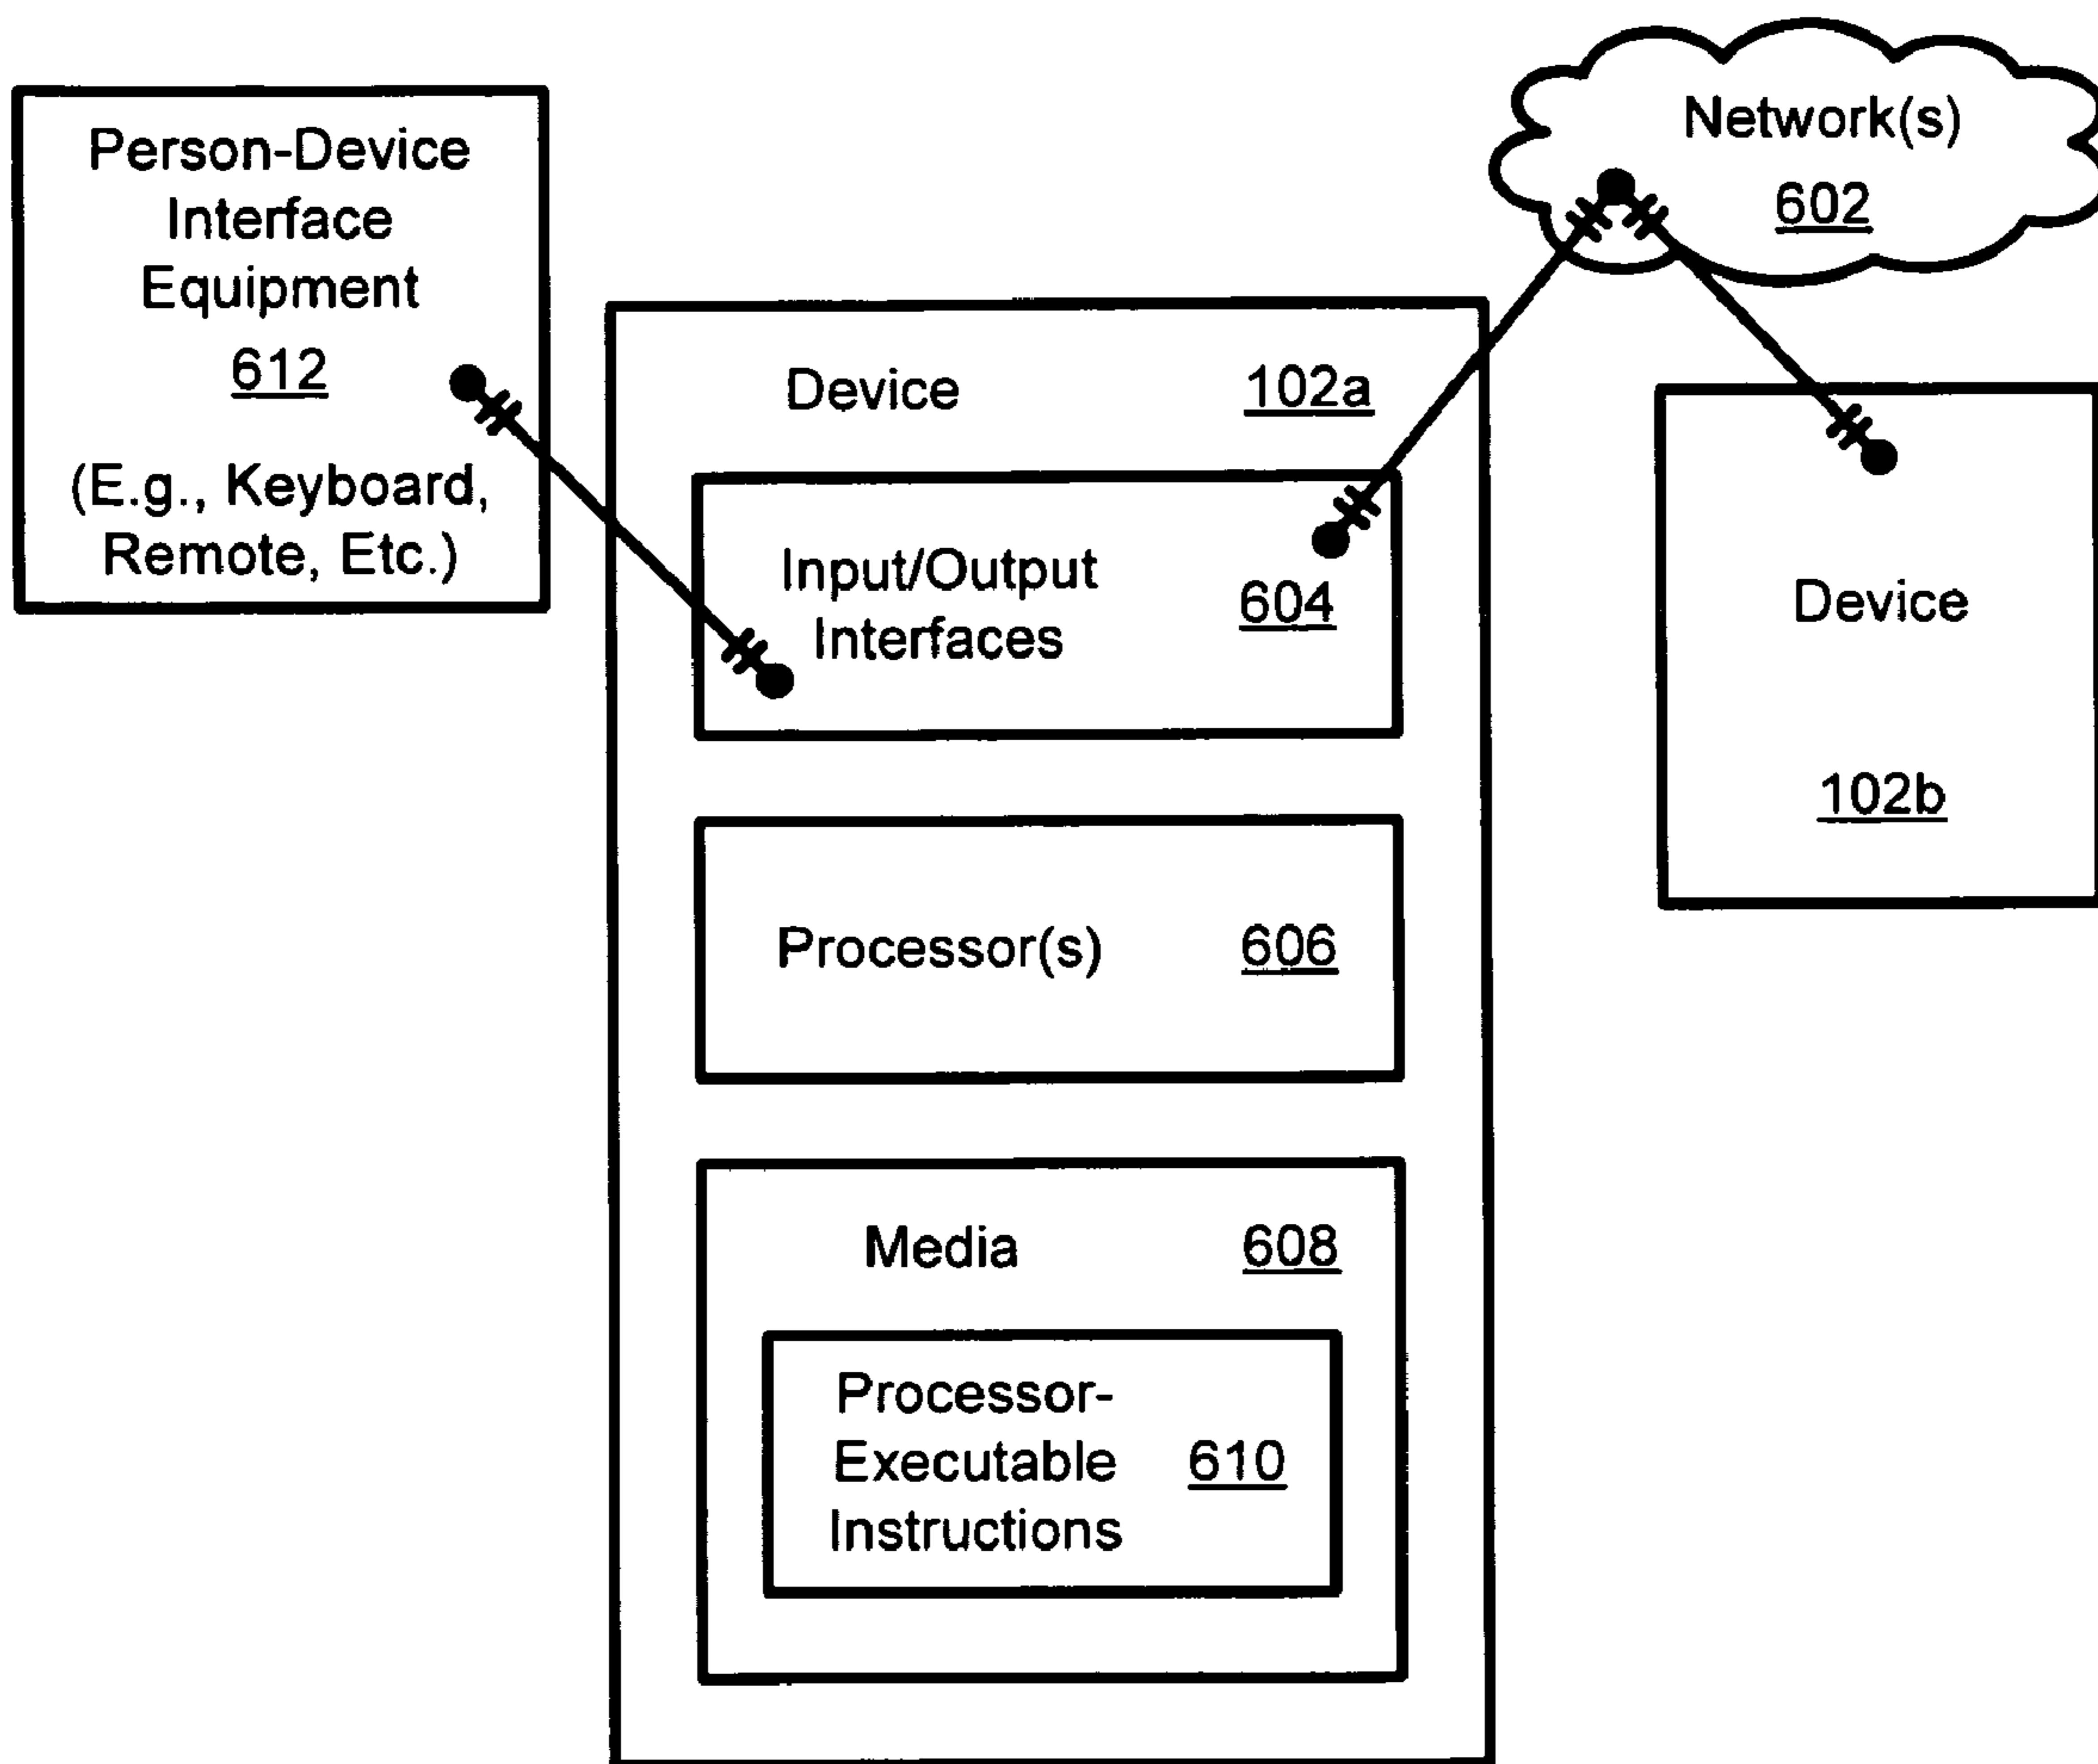 Person-Device
Interface
Equipment
612
(E.g., Keyboard,
Remote, Etc.)
Network(s)
602
Device 102a
Input/Output
Interfaces
604
Processor(s) 606
Media 608
Processor-
Executable
Instructions
610
Device
102b